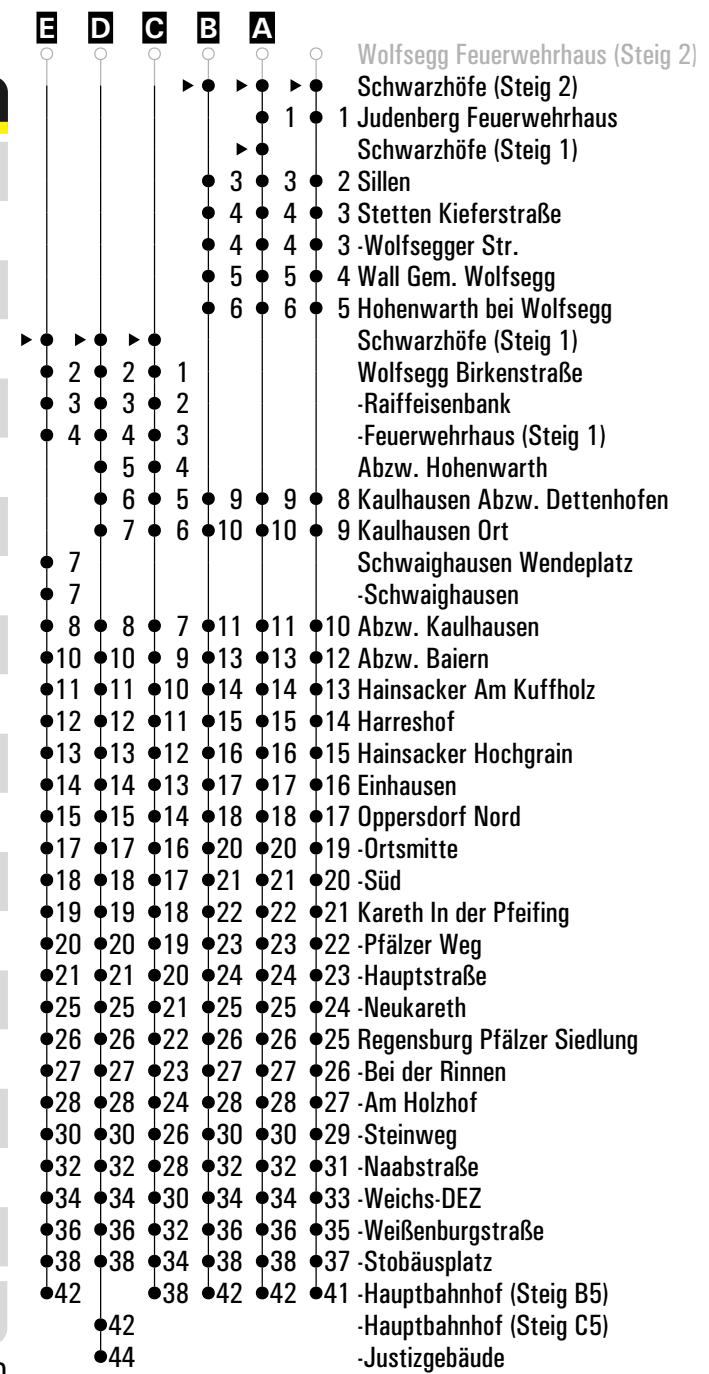 E D C B A
Wolfsegg Feuerwehrhaus (Steig 2)
Schwarzhöfe (Steig 2)
1 1 Judenberg Feuerwehrhaus
Schwarzhöfe (Steig 1)
3 3 2 Sillen
4 4 3 Stetten Kieferstraße
4 4 3 -Wolfsegger Str.
5 5 4 Wall Gem. Wolfsegg
6 6 5 Hohenwarth bei Wolfsegg
Schwarzhöfe (Steig 1)
2 2 1 Wolfsegg Birkenstraße
3 3 2 -Raiffeisenbank
4 4 3 -Feuerwehrhaus (Steig 1)
5 4 Abzw. Hohenwarth
6 5 9 9 8 Kaulhausen Abzw. Dettenhofen
7 6 10 10 9 Kaulhausen Ort
7 Schwaighausen Wendeplatz
7 -Schwaighausen
8 8 7 11 11 10 Abzw. Kaulhausen
10 10 9 13 13 12 Abzw. Baiern
11 11 10 14 14 13 Hainsacker Am Kuffholz
12 12 11 15 15 14 Harreshof
13 13 12 16 16 15 Hainsacker Hochgrain
14 14 13 17 17 16 Einhausen
15 15 14 18 18 17 Oppersdorf Nord
17 17 16 20 20 19 -Ortsmitte
18 18 17 21 21 20 -Süd
19 19 18 22 22 21 Kareth In der Pfeifing
20 20 19 23 23 22 -Pfälzer Weg
21 21 20 24 24 23 -Hauptstraße
25 25 21 25 25 24 -Neukareth
26 26 22 26 26 25 Regensburg Pfälzer Siedlung
27 27 23 27 27 26 -Bei der Rinnen
28 28 24 28 28 27 -Am Holzhof
30 30 26 30 30 29 -Steinweg
32 32 28 32 32 31 -Naabstraße
34 34 30 34 34 33 -Weichs-DEZ
36 36 32 36 36 35 -Weißenburgstraße
38 38 34 38 38 37 -Stobäusplatz
42 38 42 42 41 -Hauptbahnhof (Steig B5)
42 -Hauptbahnhof (Steig C5)
44 -Justizgebäude